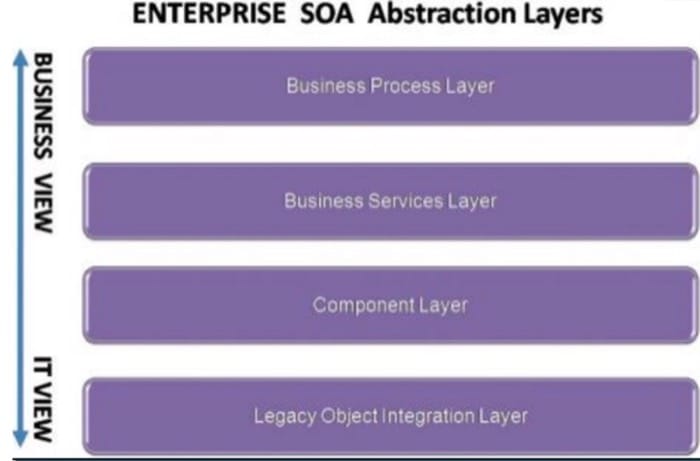 ENTERPRISE SOA Abstraction Layers
BUSINESS VIEW
Business Process Layer
Business Services Layer
Component Layer
IT VIEW
Legacy Object Integration Layer